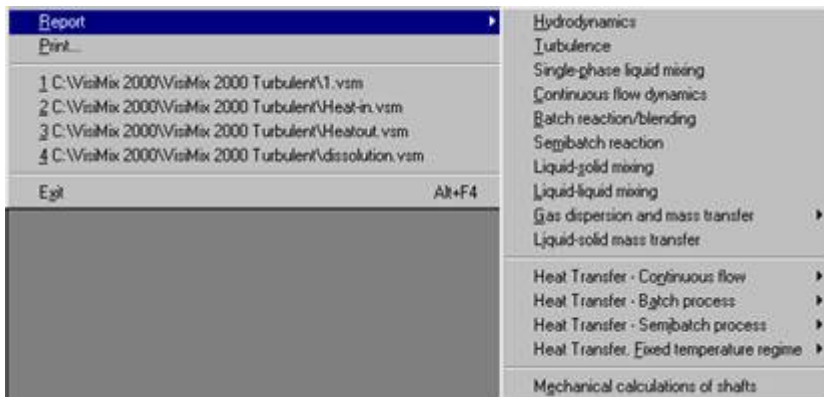 Report
Print...
1 C:\VisiMix 2000\VisiMix 2000 Turbulent\1.vsm
2 C:\VisiMix 2000\VisiMix 2000 Turbulent\Heat-in.vsm
3 C:\VisiMix 2000\VisiMix 2000 Turbulent\Heatout.vsm
4 C:\VisiMix 2000\VisiMix 2000 Turbulent\dissolution.vsm
Exit Alt+F4
Hydrodynamics
Turbulence
Single-phase liquid mixing
Continuous flow dynamics
Batch reaction/blending
Semibatch reaction
Liquid-solid mixing
Liquid-liquid mixing
Gas dispersion and mass transfer
Liquid-solid mass transfer
Heat Transfer - Continuous flow
Heat Transfer - Batch process
Heat Transfer - Semibatch process
Heat Transfer. Fixed temperature regime
Mechanical calculations of shafts